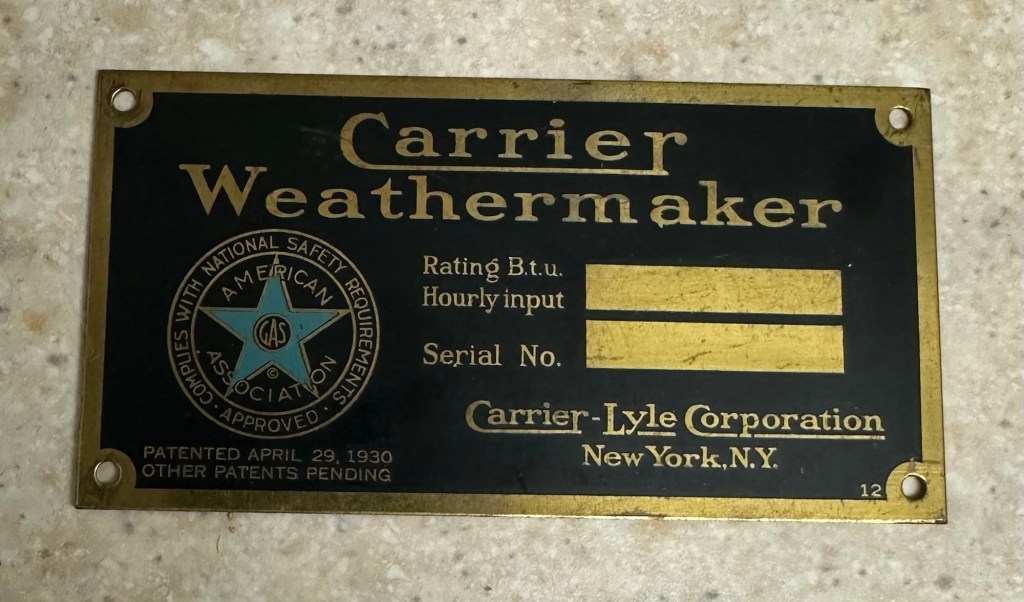 Carrier
Weathermaker
COMPLIES WITH NATIONAL SAFETY REQUIREMENTS
· APPROVED ·
AMERICAN
GAS
©
ASSOCIATION
Rating B.t.u.
Hourly input
Serial No.
PATENTED APRIL 29, 1930
OTHER PATENTS PENDING
Carrier-Lyle Corporation
New York, N.Y.
12